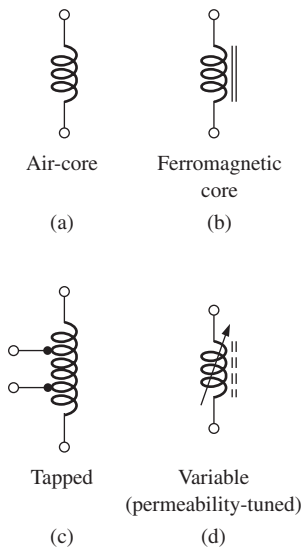 Air-core
Ferromagnetic
core
(a)
(b)
Tapped
Variable
(permeability-tuned)
(c)
(d)